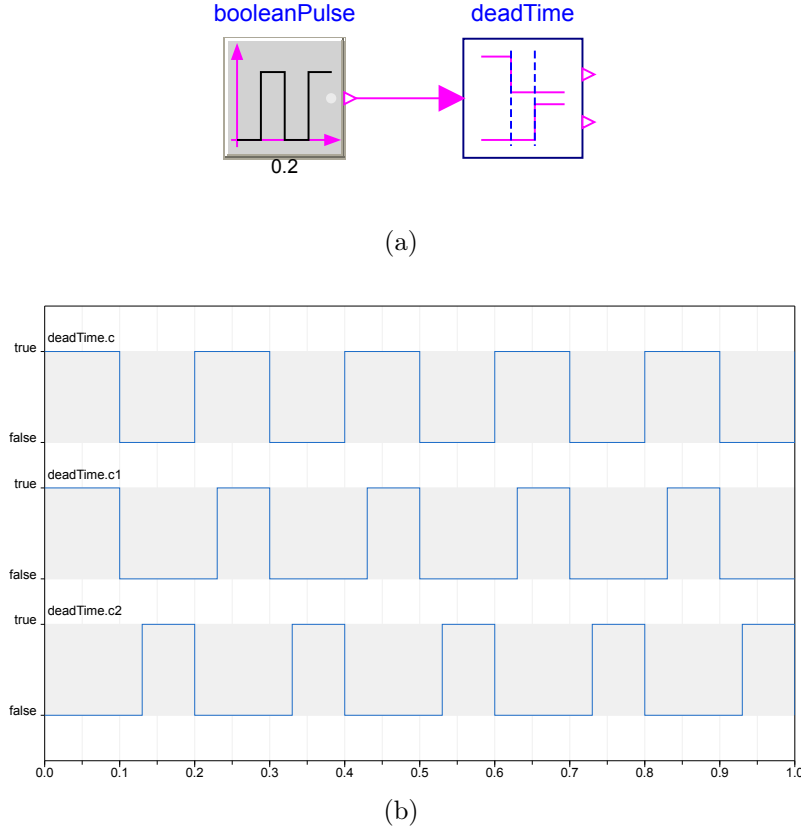 booleanPulse deadTime
0.2
(a)
deadTime.c
true
false
deadTime.c1
true
false
deadTime.c2
true
false
0.0 0.1 0.2 0.3 0.4 0.5 0.6 0.7 0.8 0.9 1.0
(b)